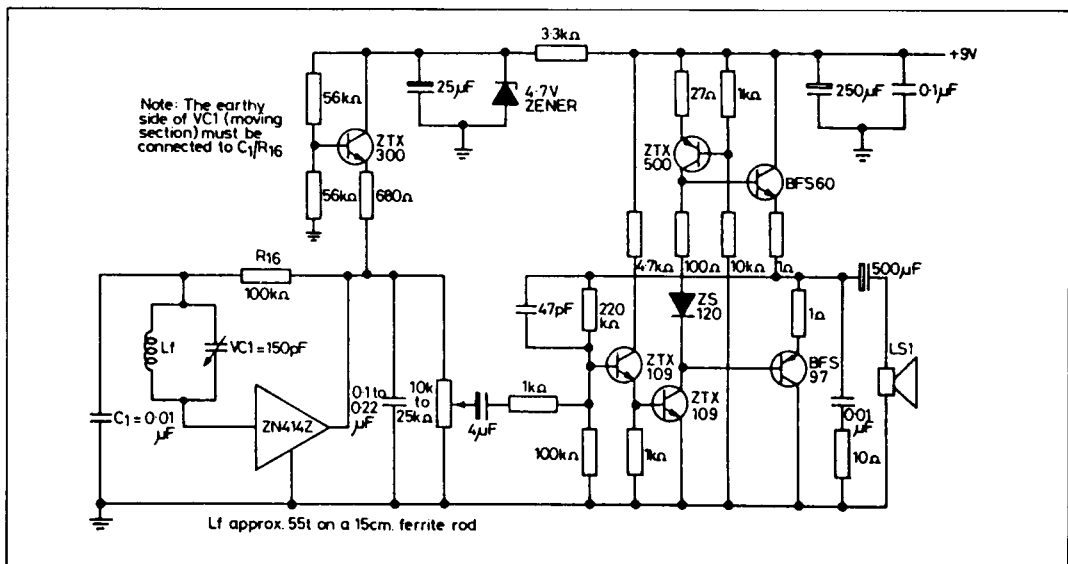 3·3kΩ
+9V
56kΩ
25µF
4·7V
ZENER
27Ω
1kΩ
250µF
0·1µF
Note: The earthy
side of VC1 (moving
section) must be
connected to C1/R16
ZTX
300
ZTX
500
BFS60
56kΩ
680Ω
4·7kΩ
100Ω
10kΩ
1Ω
500µF
R16
100kΩ
47pF
220
kΩ
ZS
120
1Ω
Lf
VC1=150pF
ZTX
109
BFS
97
LS1
C1=0·01
µF
ZN414Z
0·1 to
0·22
µF
10k
to
25kΩ
4µF
1kΩ
ZTX
109
100kΩ
1kΩ
0·01
µF
10Ω
Lf approx. 55t on a 15cm. ferrite rod